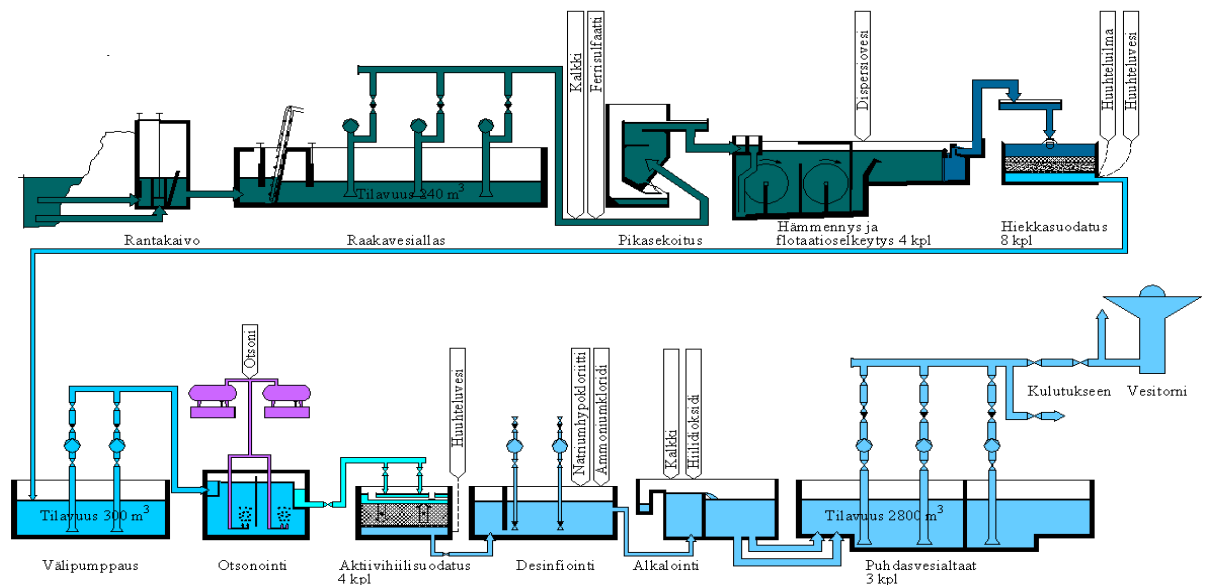 Kalkki
Ferrisulfaatti
Dispersiovesi
Huuhteluilma
Huuhteluvesi
Tilavuus 240 m³
Rantakaivo
Raakavesiallas
Pikasekoitus
Hämmennys ja
flotaatioselkeytys 4 kpl
Hiekkasuodatus
8 kpl
Otsoni
Huuhteluvesi
Natriumhypokloriitti
Ammoniumkloridi
Kalkki
Hiilidioksidi
Kulutukseen
Vesitorni
Tilavuus 300 m³
Tilavuus 2800 m³
Välipumppaus
Otsonointi
Aktiivihiilisuodatus
4 kpl
Desinfiointi
Alkalointi
Puhdasvesialtaat
3 kpl